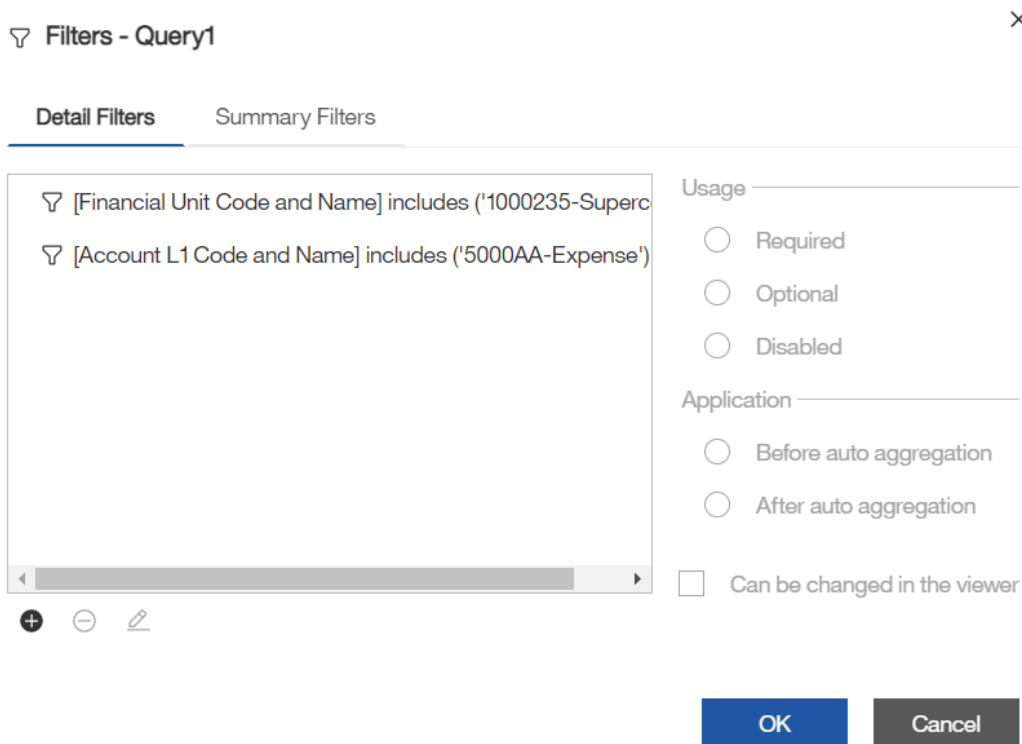 Filters - Query1
Detail Filters
Summary Filters
[Financial Unit Code and Name] includes ('1000235-Superc
[Account L1 Code and Name] includes ('5000AA-Expense')
Usage
Required
Optional
Disabled
Application
Before auto aggregation
After auto aggregation
Can be changed in the viewer
OK
Cancel